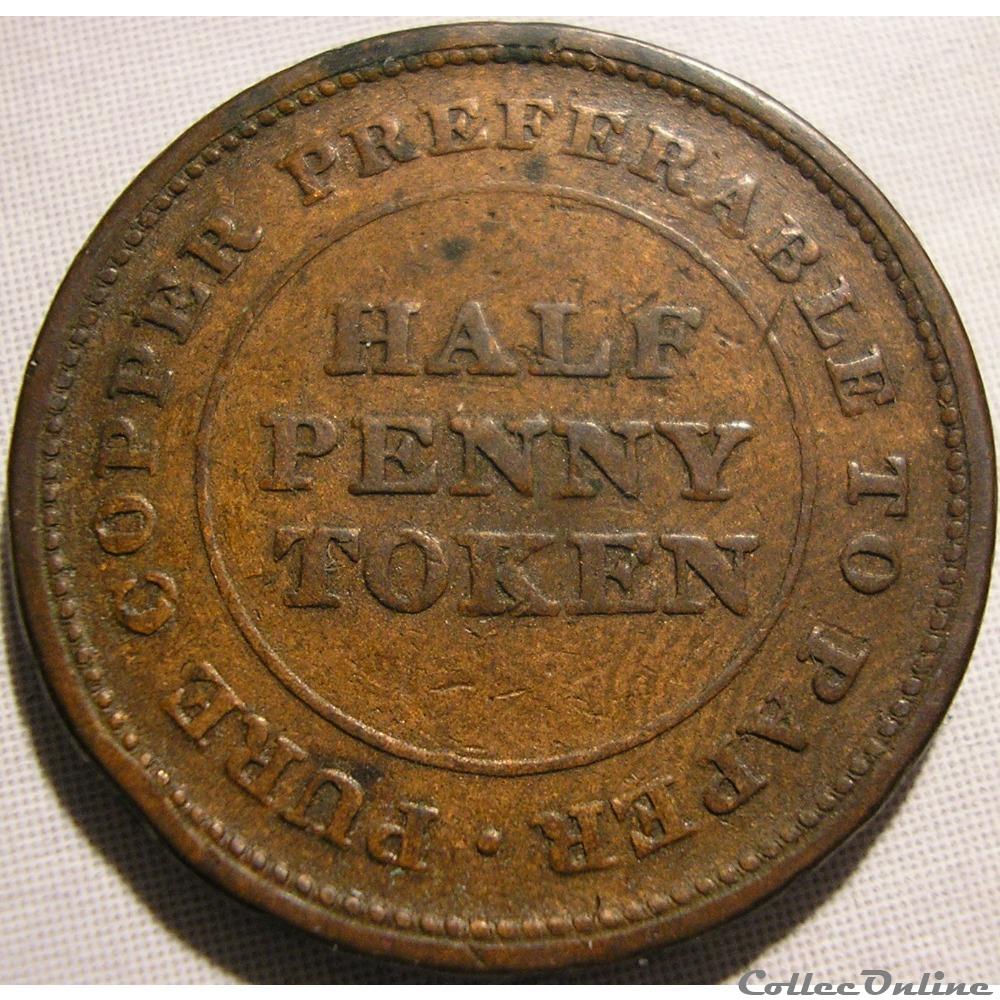 PURE COPPER PREFERABLE TO PAPER ·
HALF
PENNY
TOKEN
CollecOnline